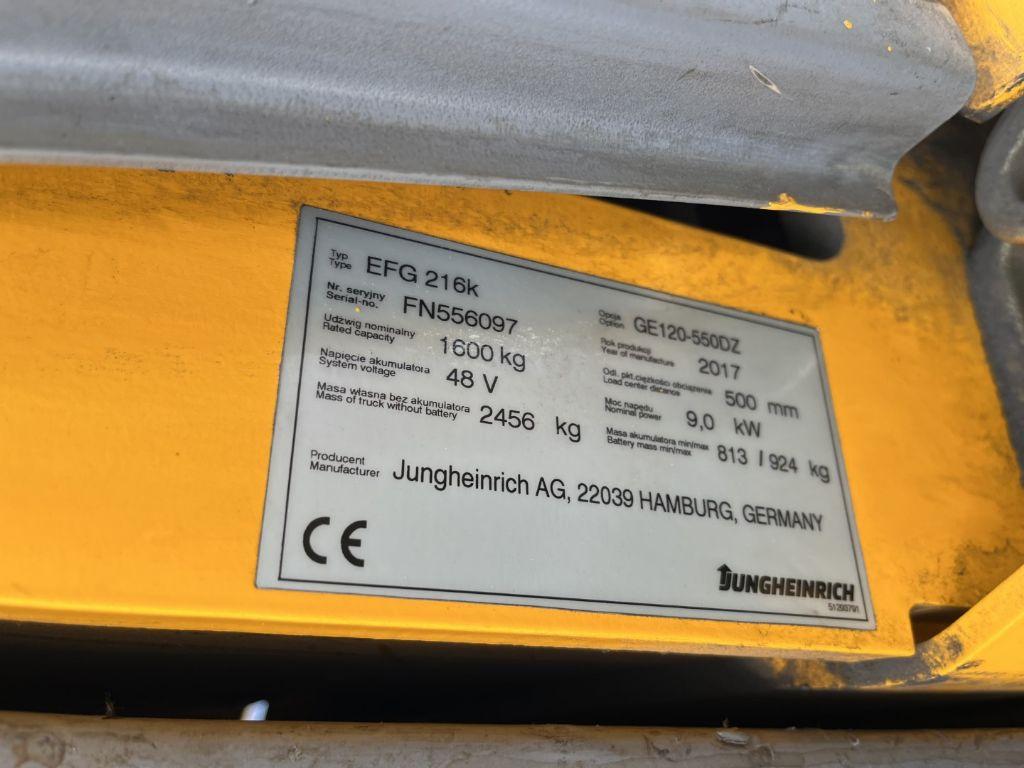 Typ
Type
EFG 216k
Nr. seryjny
Serial-no.
FN556097
Opcja
Option
GE120-550DZ
Udźwig nominalny
Rated capacity
1600 kg
Rok produkcji
Year of manufacture
2017
Napięcie akumulatora
System voltage
48 V
Odl. pkt.ciężkości obciążenia
Load center distance
500 mm
Masa własna bez akumulatora
Mass of truck without battery
2456 kg
Moc napędu
Nominal power
9,0 kW
Masa akumulatora min/max
Battery mass min/max
813 / 924 kg
Producent
Manufacturer
Jungheinrich AG, 22039 HAMBURG, GERMANY
CE
JUNGHEINRICH
51293791